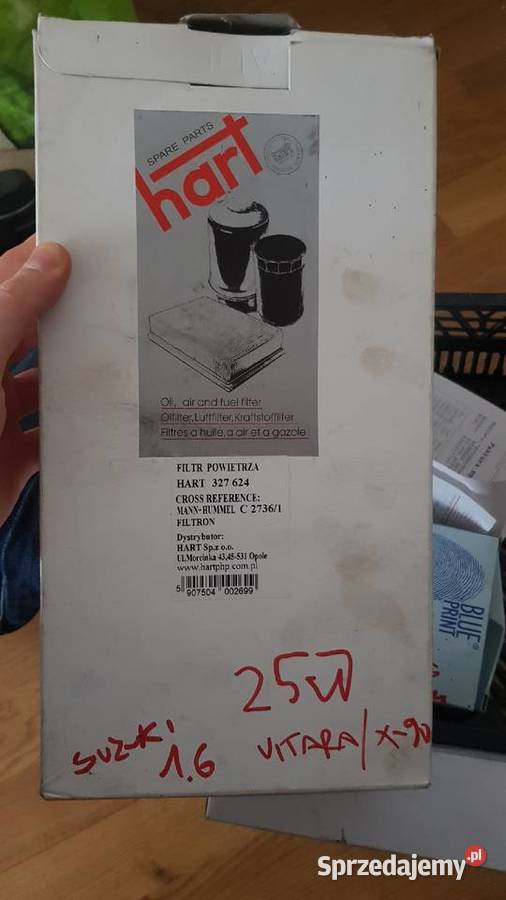 SPARE PARTS
hart
Oil, air and fuel filter
Ölfilter, Luftfilter, Kraftstoffilter
Filtres a huile, a air et a gazole
FILTR POWIETRZA
HART 327 624
CROSS REFERENCE:
MANN-HUMMEL C 2736/1
FILTRON
Dystrybutor:
HART Sp.z o.o.
Ul.Morcinka 43,45-531 Opole
www.hartphp.com.pl
5 907504 002699
25zł
SUZUKI 1.6 VITARA/X-90
BLUE PRINT
Sprzedajemy.pl